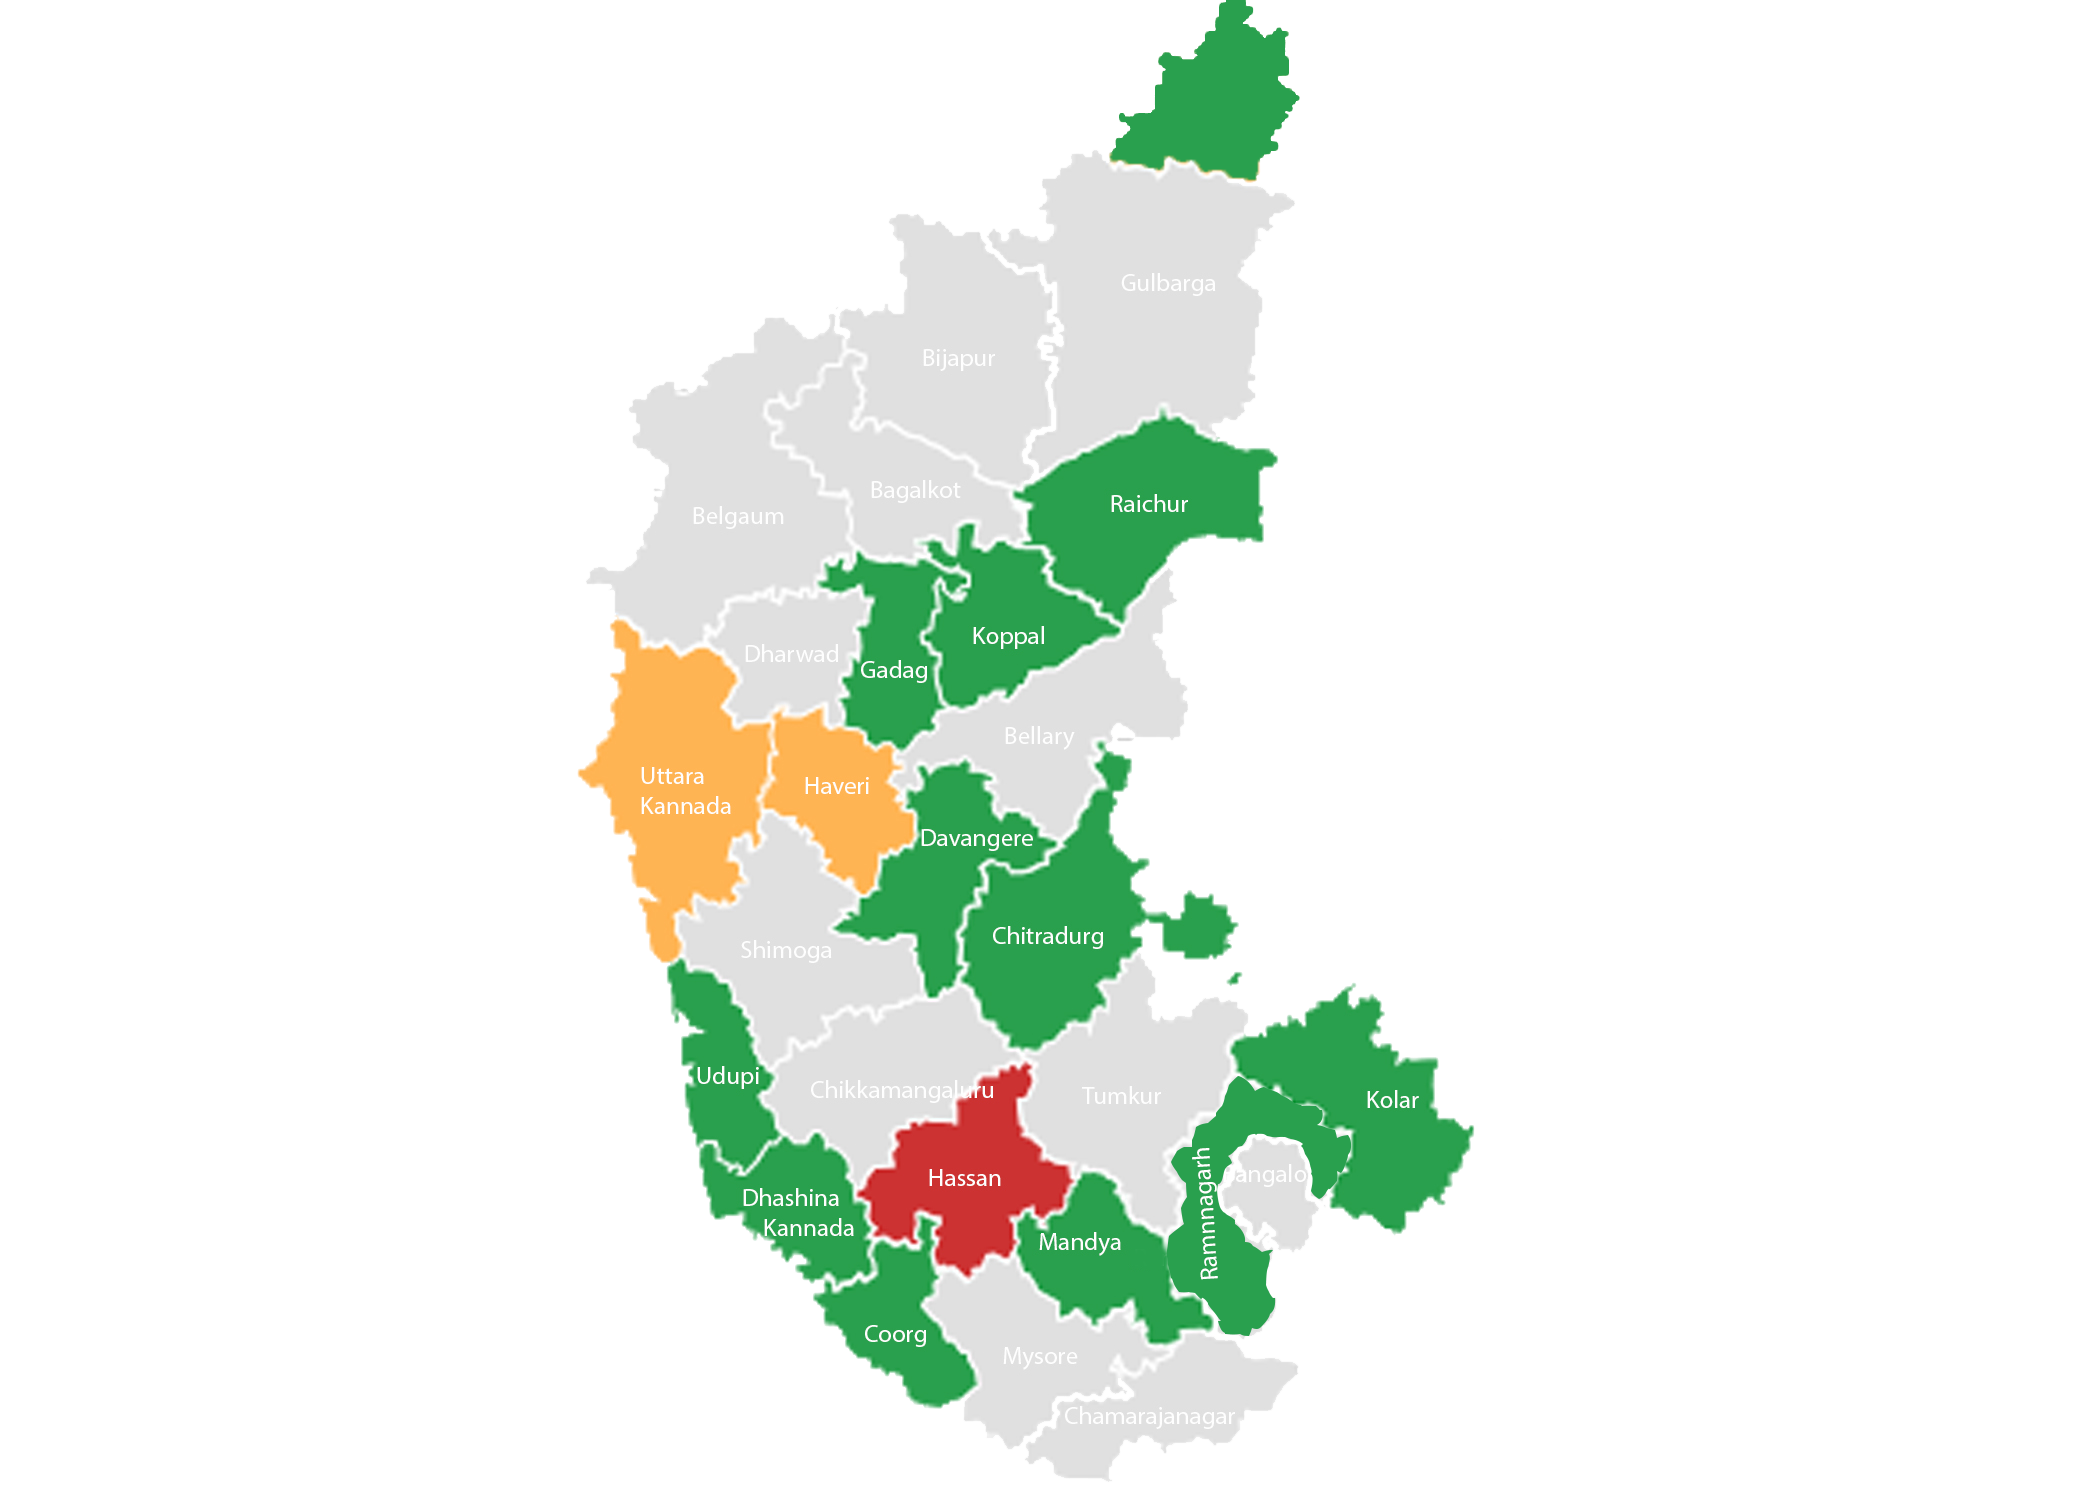 Gulbarga
Bijapur
Bagalkot
Raichur
Belgaum
Koppal
Dharwad
Gadag
Bellary
Uttara
Kannada
Haveri
Davangere
Chitradurg
Shimoga
Udupi
Chikkamangaluru
Tumkur
Kolar
Hassan
angalo
Ramnnagarh
Dhashina
Kannada
Mandya
Coorg
Mysore
Chamarajanagar